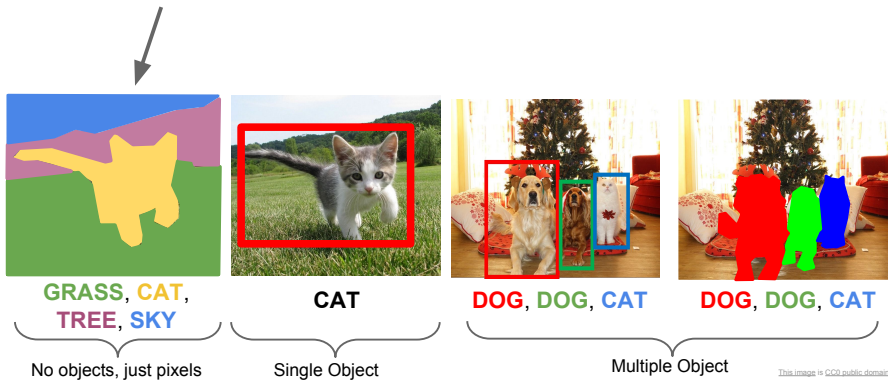 GRASS, CAT,
TREE, SKY
CAT
DOG, DOG, CAT
DOG, DOG, CAT
No objects, just pixels
Single Object
Multiple Object
This image is CC0 public domain